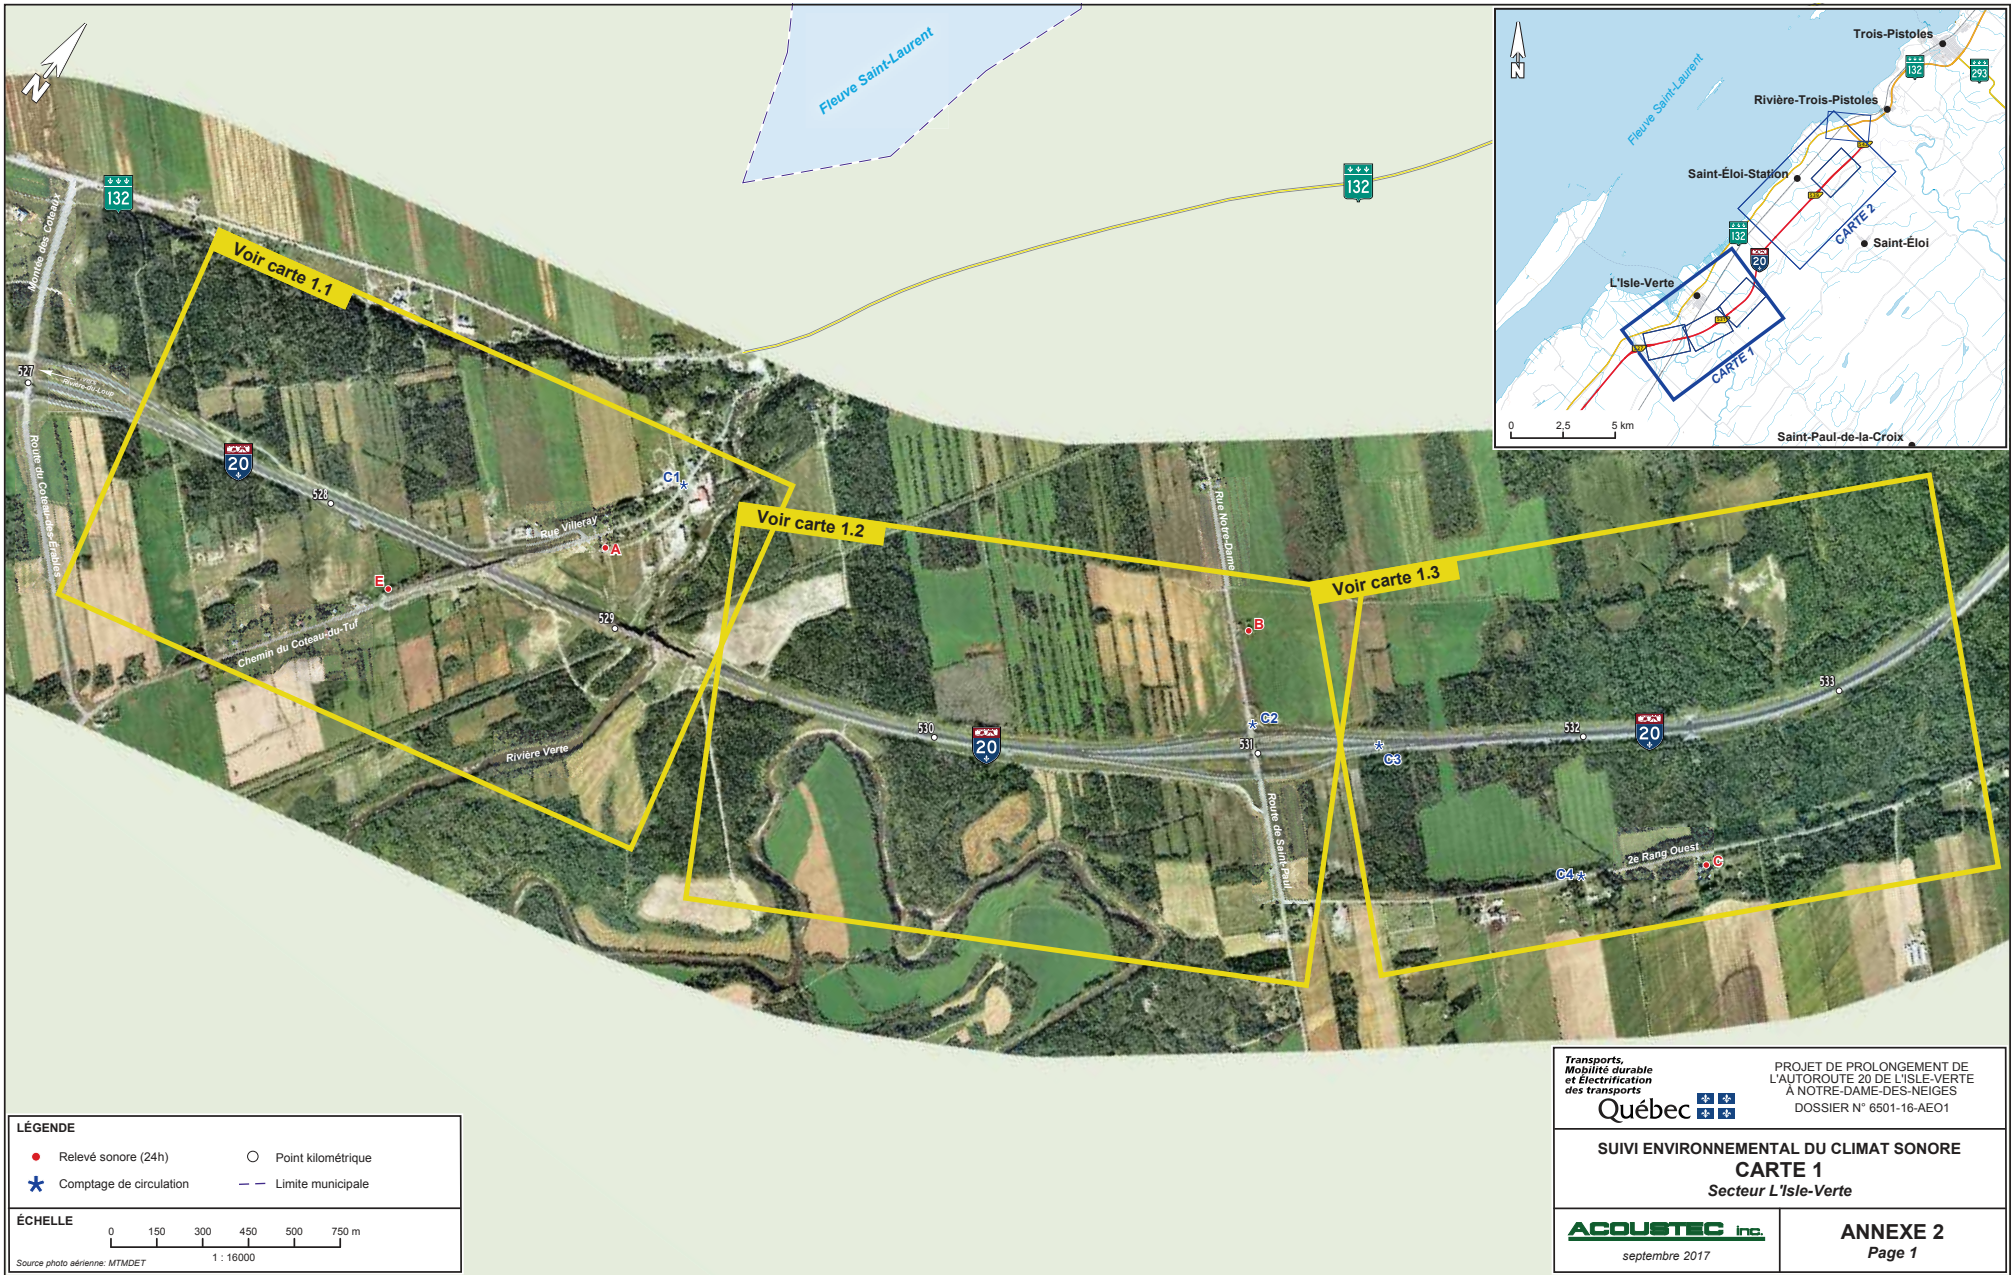 N
Fleuve Saint-Laurent
132
132
Montée des Coteaux
Voir carte 1.1
527
Vers
Rivière-du-Loup
Route du Coteau-des-Érables
20
528
C1
Rue Villeray
A
E
Chemin du Coteau-du-Tuf
529
Rivière Verte
Voir carte 1.2
530
20
Rue Notre-Dame
B
C2
531
C3
Route de Saint-Paul
Voir carte 1.3
532
20
533
2e Rang Ouest
C4
C
N
Trois-Pistoles
132
293
Rivière-Trois-Pistoles
Fleuve Saint-Laurent
Saint-Éloi-Station
CARTE 2
Saint-Éloi
132
20
L'Isle-Verte
CARTE 1
0 2,5 5 km
Saint-Paul-de-la-Croix
LÉGENDE
Relevé sonore (24h)
Point kilométrique
Comptage de circulation
Limite municipale
ÉCHELLE
0 150 300 450 500 750 m
1 : 16000
Source photo aérienne: MTMDET
Transports,
Mobilité durable
et Électrification
des transports
Québec
PROJET DE PROLONGEMENT DE
L'AUTOROUTE 20 DE L'ISLE-VERTE
À NOTRE-DAME-DES-NEIGES
DOSSIER N° 6501-16-AEO1
SUIVI ENVIRONNEMENTAL DU CLIMAT SONORE
CARTE 1
Secteur L'Isle-Verte
ACOUSTEC inc.
septembre 2017
ANNEXE 2
Page 1